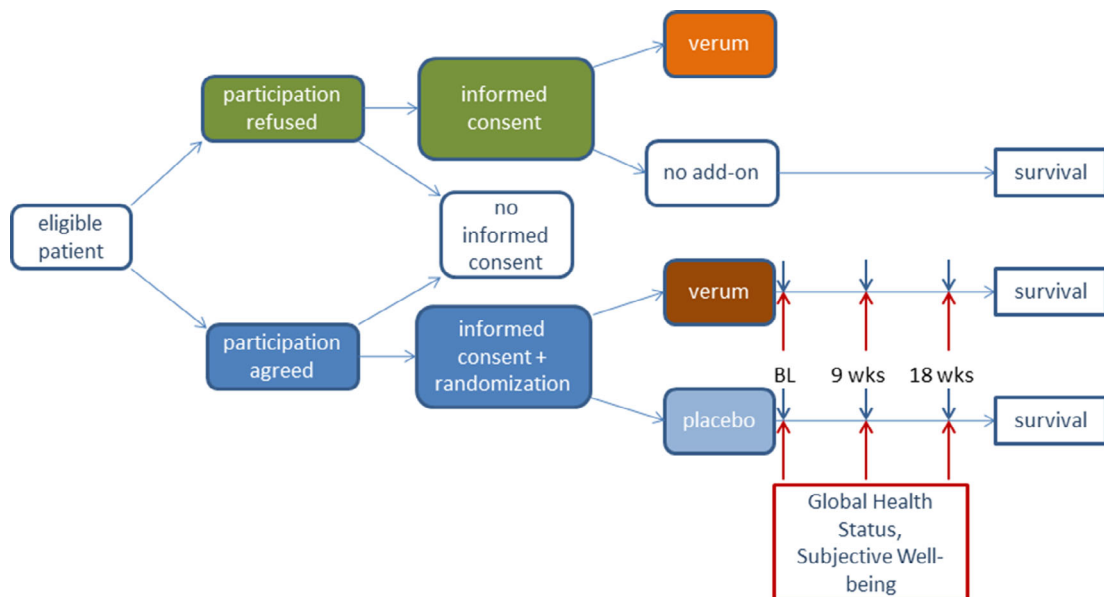 verum
participation
refused
informed
consent
no add-on
survival
eligible
patient
no
informed
consent
verum
survival
participation
agreed
informed
consent +
randomization
BL
9 wks
18 wks
placebo
survival
Global Health
Status,
Subjective Well-
being